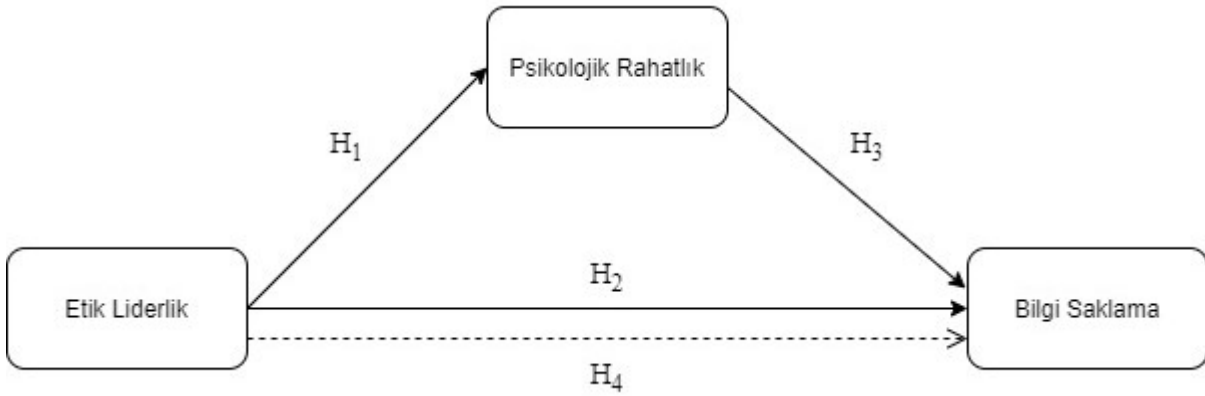 Psikolojik Rahatlık
H₁
H₃
Etik Liderlik
H₂
Bilgi Saklama
H₄